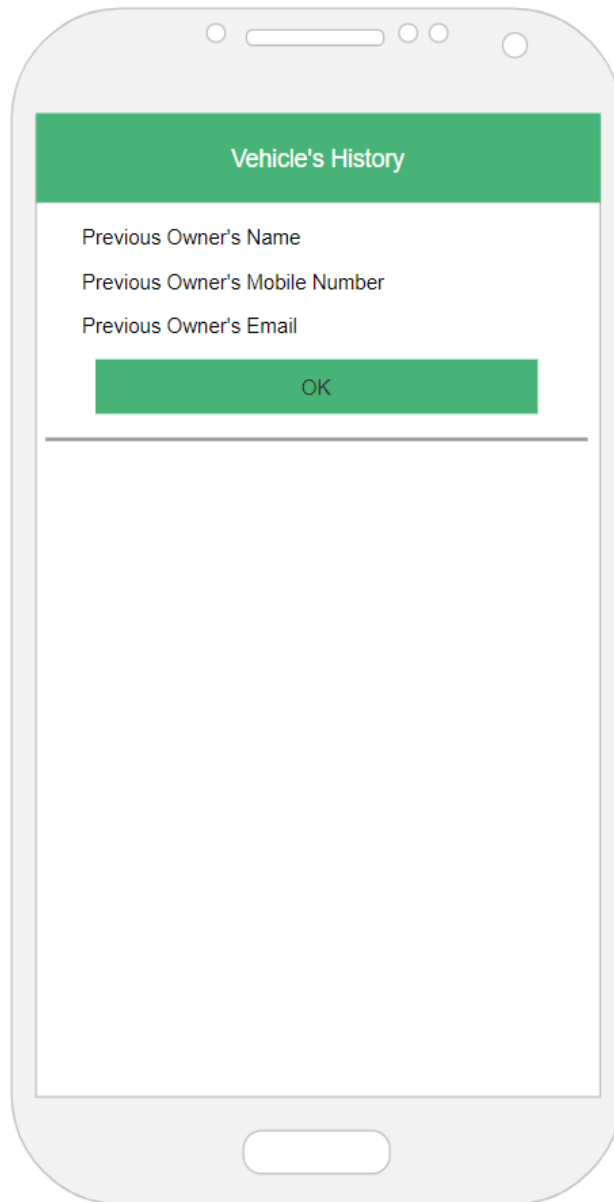 Vehicle's History
Previous Owner's Name
Previous Owner's Mobile Number
Previous Owner's Email
OK